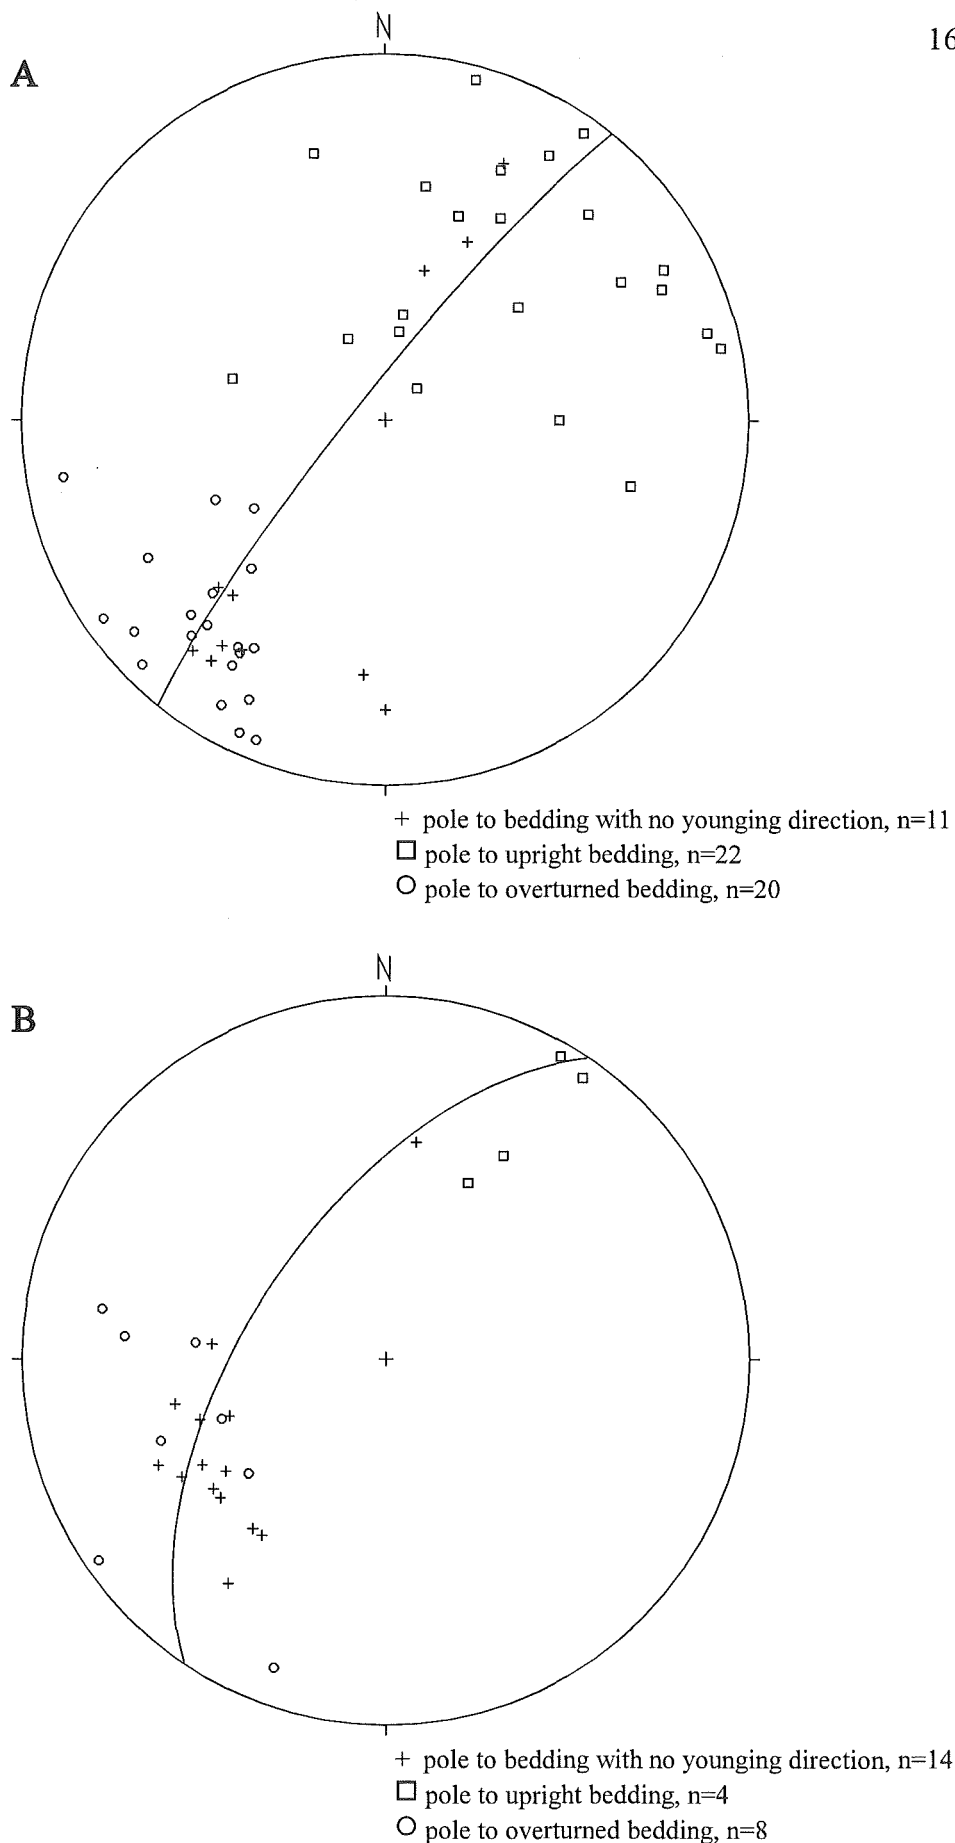 16
A
N
+ pole to bedding with no younging direction, n=11
□ pole to upright bedding, n=22
○ pole to overturned bedding, n=20
B
N
+ pole to bedding with no younging direction, n=14
□ pole to upright bedding, n=4
○ pole to overturned bedding, n=8